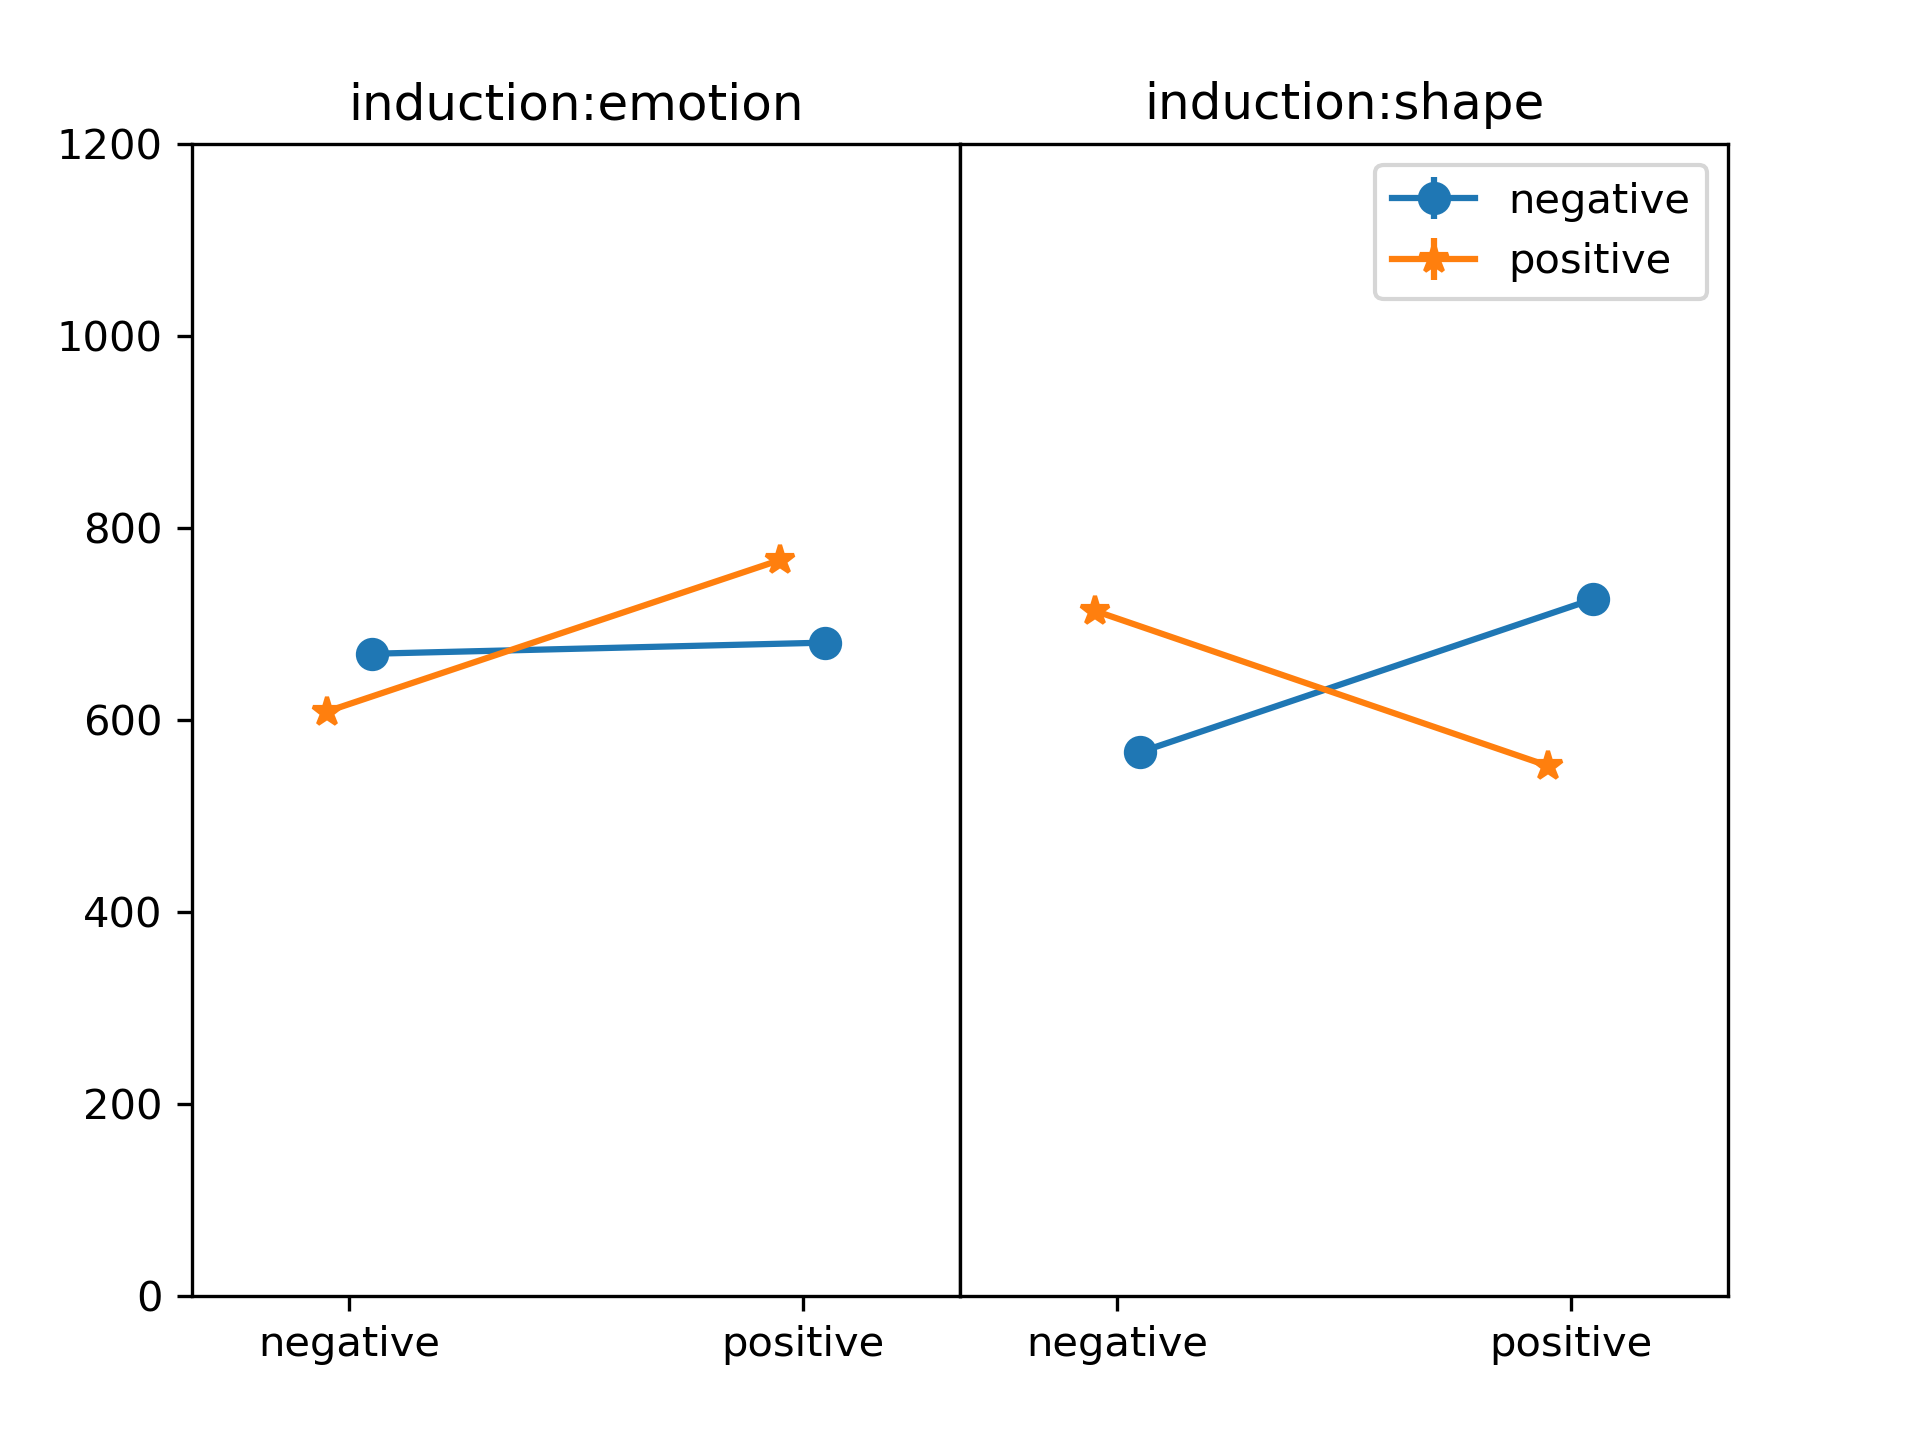 induction:emotion
induction:shape
1200
1000
800
600
400
200
0
negative
positive
negative
positive
negative
positive